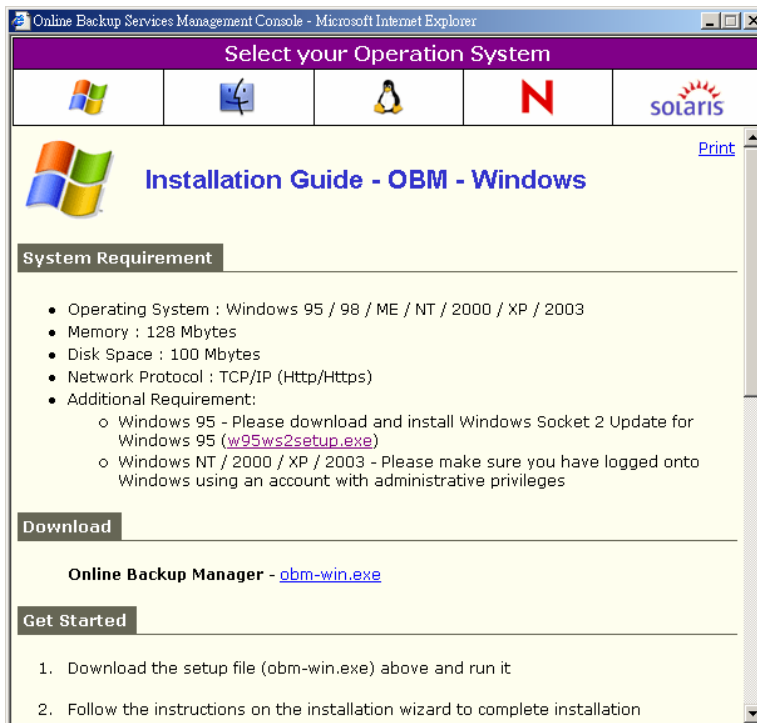 Online Backup Services Management Console - Microsoft Internet Explorer
Select your Operation System
N
solaris
Print
Installation Guide - OBM - Windows
System Requirement
• Operating System : Windows 95 / 98 / ME / NT / 2000 / XP / 2003
• Memory : 128 Mbytes
• Disk Space : 100 Mbytes
• Network Protocol : TCP/IP (Http/Https)
• Additional Requirement:
o Windows 95 - Please download and install Windows Socket 2 Update for
Windows 95 (w95ws2setup.exe)
o Windows NT / 2000 / XP / 2003 - Please make sure you have logged onto
Windows using an account with administrative privileges
Download
Online Backup Manager - obm-win.exe
Get Started
1. Download the setup file (obm-win.exe) above and run it
2. Follow the instructions on the installation wizard to complete installation